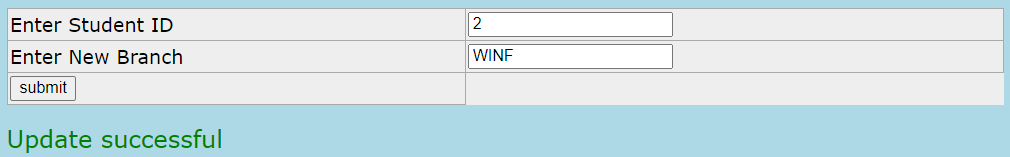 Enter Student ID 2
Enter New Branch WINF
submit
Update successful